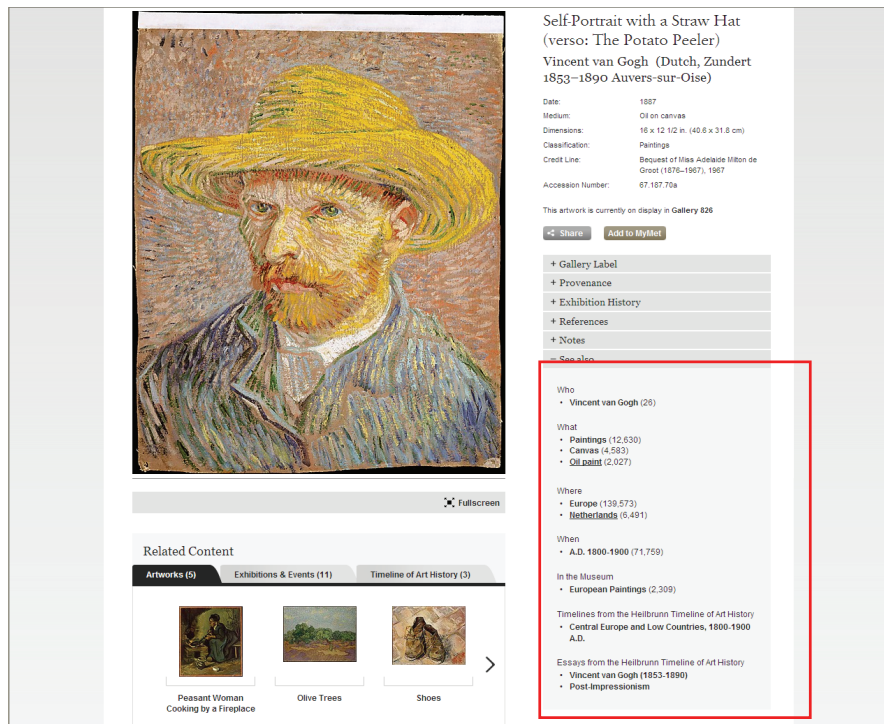 Self-Portrait with a Straw Hat
(verso: The Potato Peeler)
Vincent van Gogh (Dutch, Zundert
1853–1890 Auvers-sur-Oise)
Date: 1887
Medium: Oil on canvas
Dimensions: 16 x 12 1/2 in. (40.6 x 31.8 cm)
Classification: Paintings
Credit Line: Bequest of Miss Adelaide Milton de
Groot (1876–1967), 1967
Accession Number: 67.187.70a
This artwork is currently on display in Gallery 826
Share Add to MyMet
+ Gallery Label
+ Provenance
+ Exhibition History
+ References
+ Notes
– See also
Who
• Vincent van Gogh (26)
What
• Paintings (12,630)
• Canvas (4,583)
• Oil paint (2,027)
Where
• Europe (139,573)
• Netherlands (6,491)
When
• A.D. 1800-1900 (71,759)
In the Museum
• European Paintings (2,309)
Timelines from the Heilbrunn Timeline of Art History
• Central Europe and Low Countries, 1800-1900
A.D.
Essays from the Heilbrunn Timeline of Art History
• Vincent van Gogh (1853-1890)
• Post-Impressionism
Fullscreen
Related Content
Artworks (5) Exhibitions & Events (11) Timeline of Art History (3)
Peasant Woman
Cooking by a Fireplace
Olive Trees
Shoes